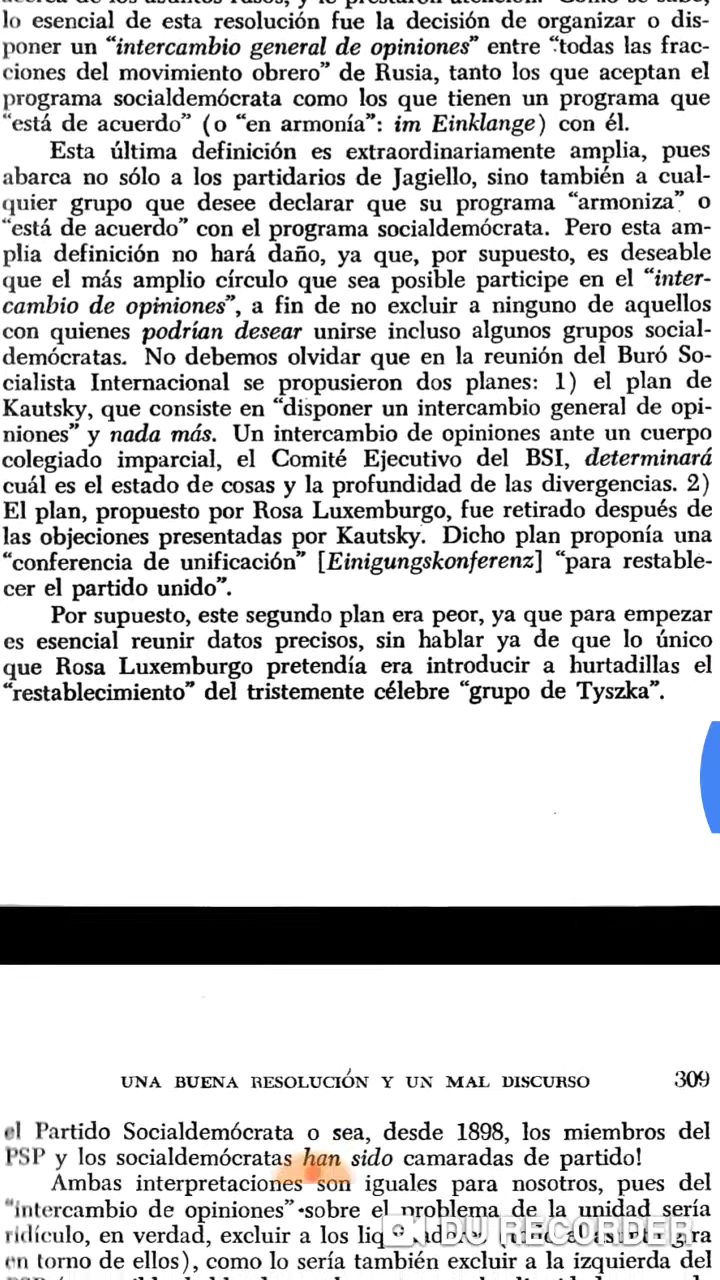 lo esencial de esta resolución fue la decisión de organizar o dis-
poner un “intercambio general de opiniones” entre “todas las frac-
ciones del movimiento obrero” de Rusia, tanto los que aceptan el
programa socialdemócrata como los que tienen un programa que
“está de acuerdo” (o “en armonía”: im Einklange) con él.
Esta última definición es extraordinariamente amplia, pues
abarca no sólo a los partidarios de Jagiello, sino también a cual-
quier grupo que desee declarar que su programa “armoniza” o
“está de acuerdo” con el programa socialdemócrata. Pero esta am-
plia definición no hará daño, ya que, por supuesto, es deseable
que el más amplio círculo que sea posible participe en el “inter-
cambio de opiniones”, a fin de no excluir a ninguno de aquellos
con quienes podrían desear unirse incluso algunos grupos social-
demócratas. No debemos olvidar que en la reunión del Buró So-
cialista Internacional se propusieron dos planes: 1) el plan de
Kautsky, que consiste en “disponer un intercambio general de opi-
niones” y nada más. Un intercambio de opiniones ante un cuerpo
colegiado imparcial, el Comité Ejecutivo del BSI, determinará
cuál es el estado de cosas y la profundidad de las divergencias. 2)
El plan, propuesto por Rosa Luxemburgo, fue retirado después de
las objeciones presentadas por Kautsky. Dicho plan proponía una
“conferencia de unificación” [Einigungskonferenz] “para restable-
cer el partido unido”.
Por supuesto, este segundo plan era peor, ya que para empezar
es esencial reunir datos precisos, sin hablar ya de que lo único
que Rosa Luxemburgo pretendía era introducir a hurtadillas el
“restablecimiento” del tristemente célebre “grupo de Tyszka”.
UNA BUENA RESOLUCIÓN Y UN MAL DISCURSO 309
el Partido Socialdemócrata o sea, desde 1898, los miembros del
PSP y los socialdemócratas han sido camaradas de partido!
Ambas interpretaciones son iguales para nosotros, pues del
“intercambio de opiniones” sobre el problema de la unidad sería
ridículo, en verdad, excluir a los gira
en torno de ellos), como lo sería también excluir a la izquierda del
DU RECORDER